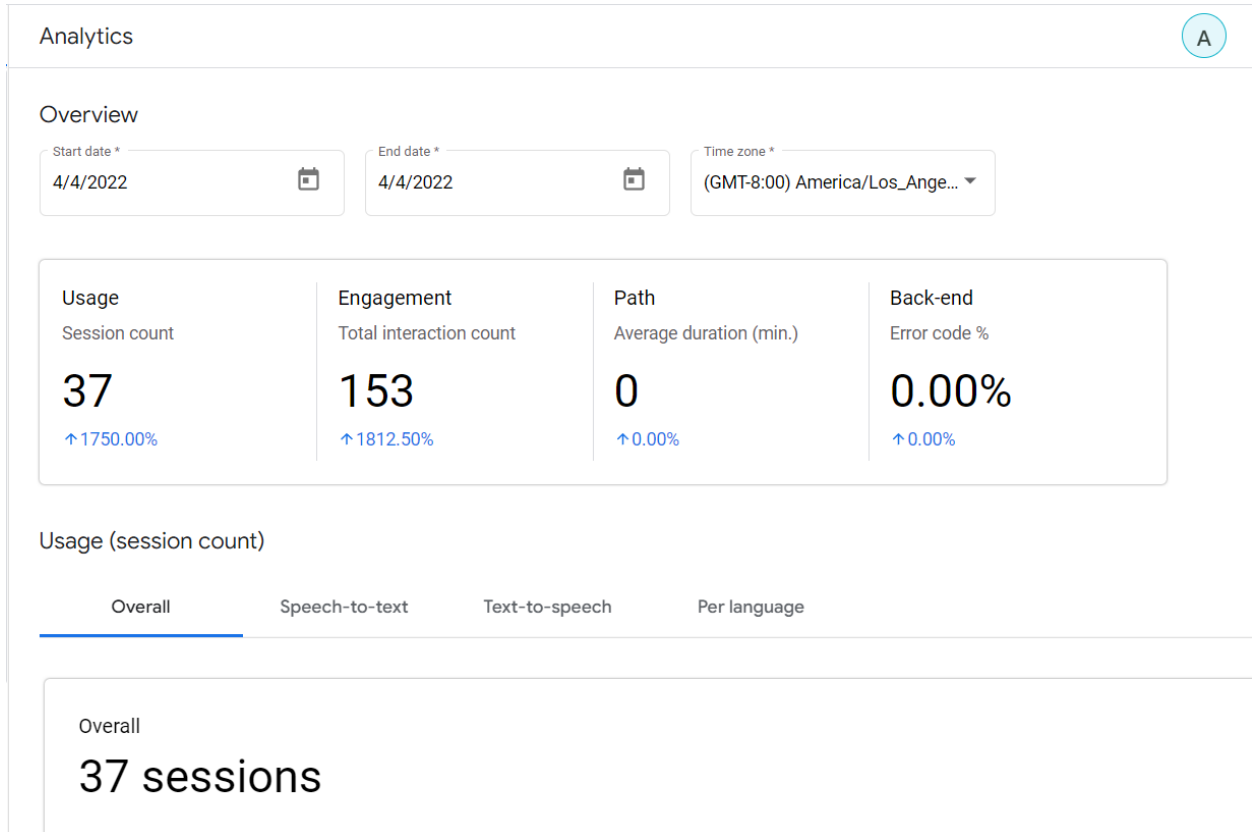 Analytics
A
Overview
Start date *
4/4/2022
End date *
4/4/2022
Time zone *
(GMT-8:00) America/Los_Ange...
Usage
Session count
37
↑1750.00%
Engagement
Total interaction count
153
↑1812.50%
Path
Average duration (min.)
0
↑0.00%
Back-end
Error code %
0.00%
↑0.00%
Usage (session count)
Overall Speech-to-text Text-to-speech Per language
Overall
37 sessions